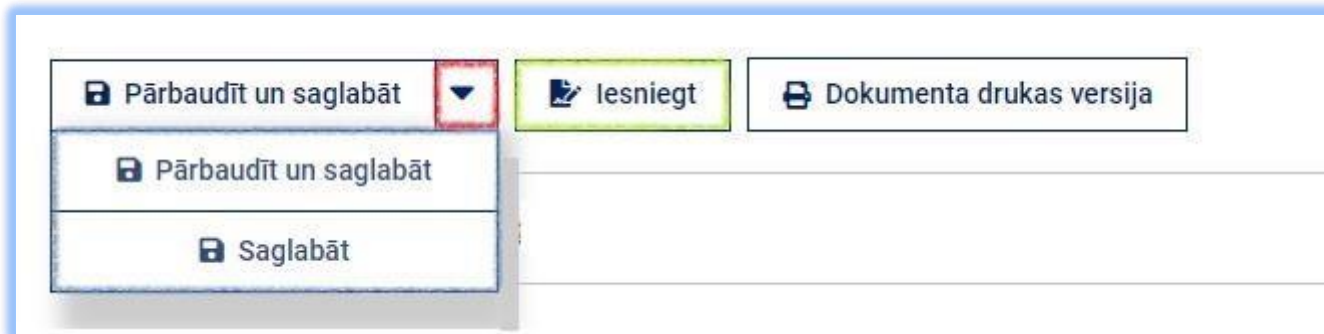 Pārbaudīt un saglabāt
Iesniegt
Dokumenta drukas versija
Pārbaudīt un saglabāt
Saglabāt